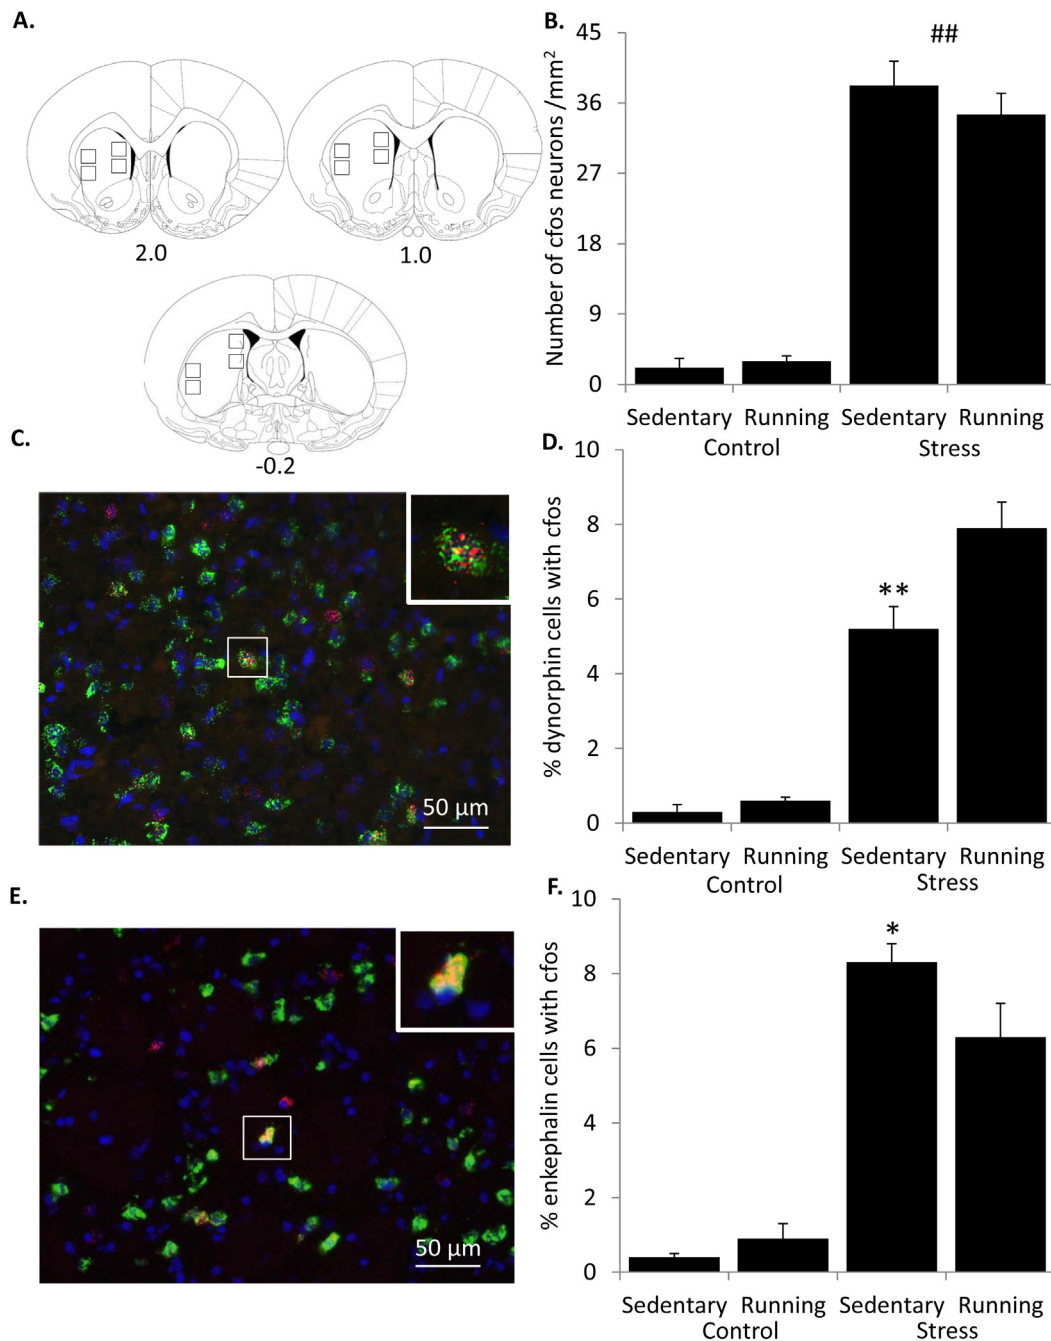 A.
2.0
1.0
-0.2
B.
Number of cfos neurons /mm²
45
36
27
18
9
0
##
Sedentary Running Sedentary Running
Control Stress
C.
50 µm
D.
% dynorphin cells with cfos
10
8
6
4
2
0
**
Sedentary Running Sedentary Running
Control Stress
E.
50 µm
F.
% enkephalin cells with cfos
10
8
6
4
2
0
*
Sedentary Running Sedentary Running
Control Stress